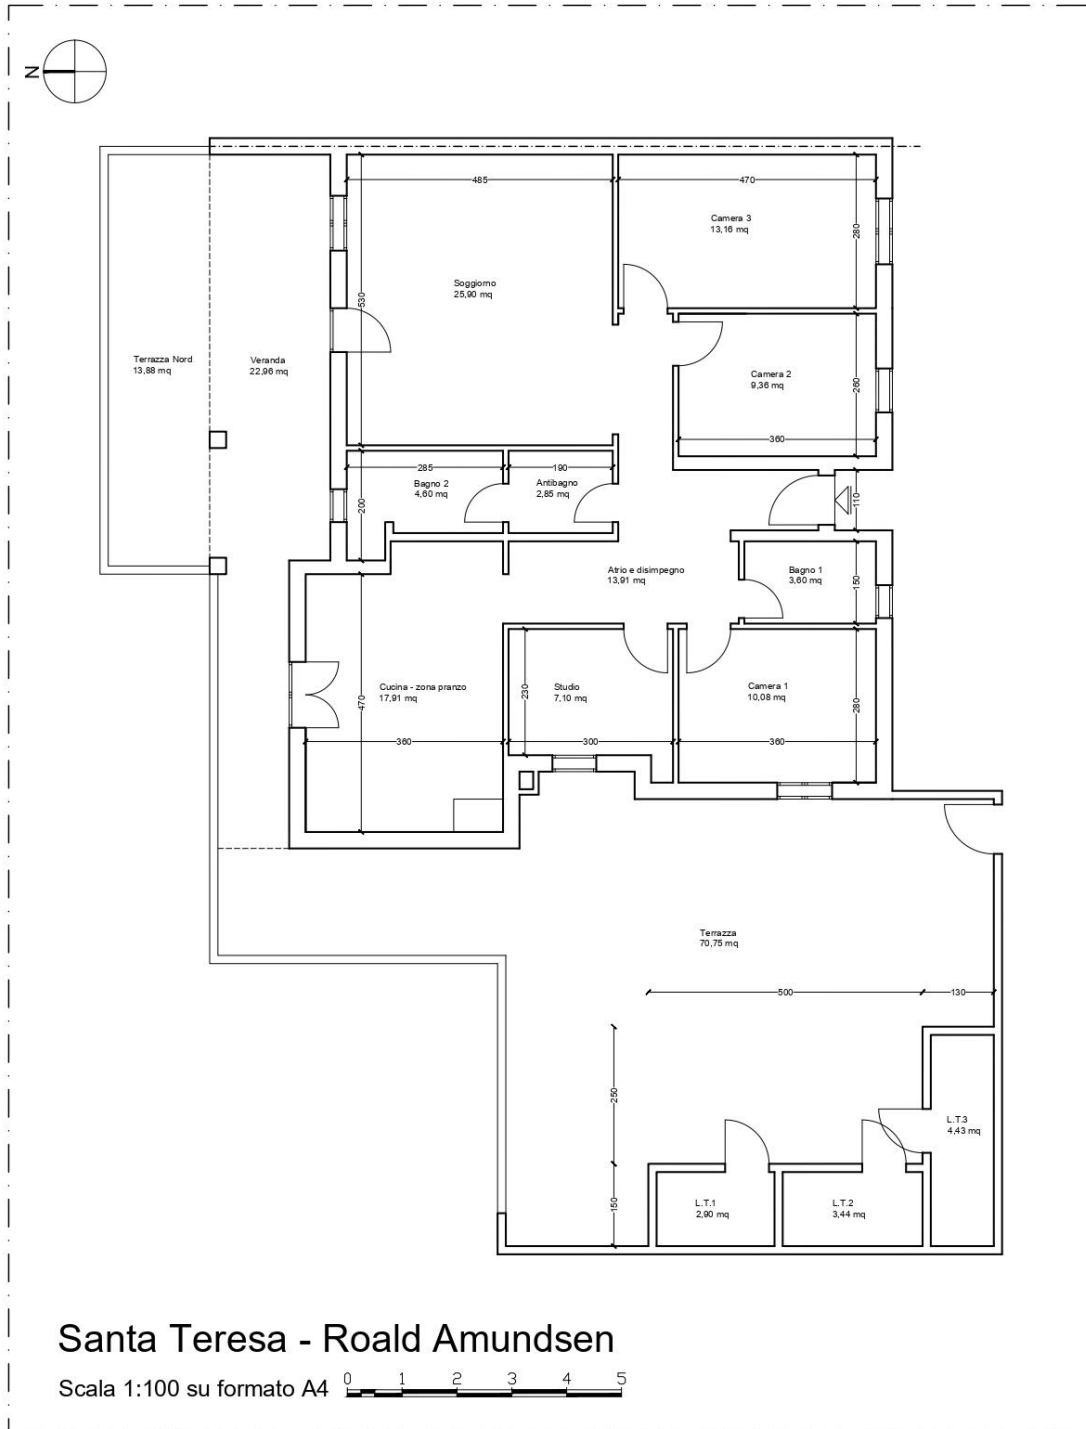 N
485
470
Camera 3
13,16 mq
280
Soggiorno
25,90 mq
530
Terrazza Nord
13,88 mq
Veranda
22,96 mq
Camera 2
9,36 mq
260
360
285
190
Bagno 2
4,60 mq
Antibagno
2,85 mq
200
110
Atrio e disimpegno
13,91 mq
Bagno 1
3,60 mq
150
Cucina - zona pranzo
17,91 mq
470
360
230
Studio
7,10 mq
300
Camera 1
10,08 mq
280
360
Terrazza
70,75 mq
500
130
250
150
L.T.3
4,43 mq
L.T.1
2,90 mq
L.T.2
3,44 mq
Santa Teresa - Roald Amundsen
Scala 1:100 su formato A4
0 1 2 3 4 5